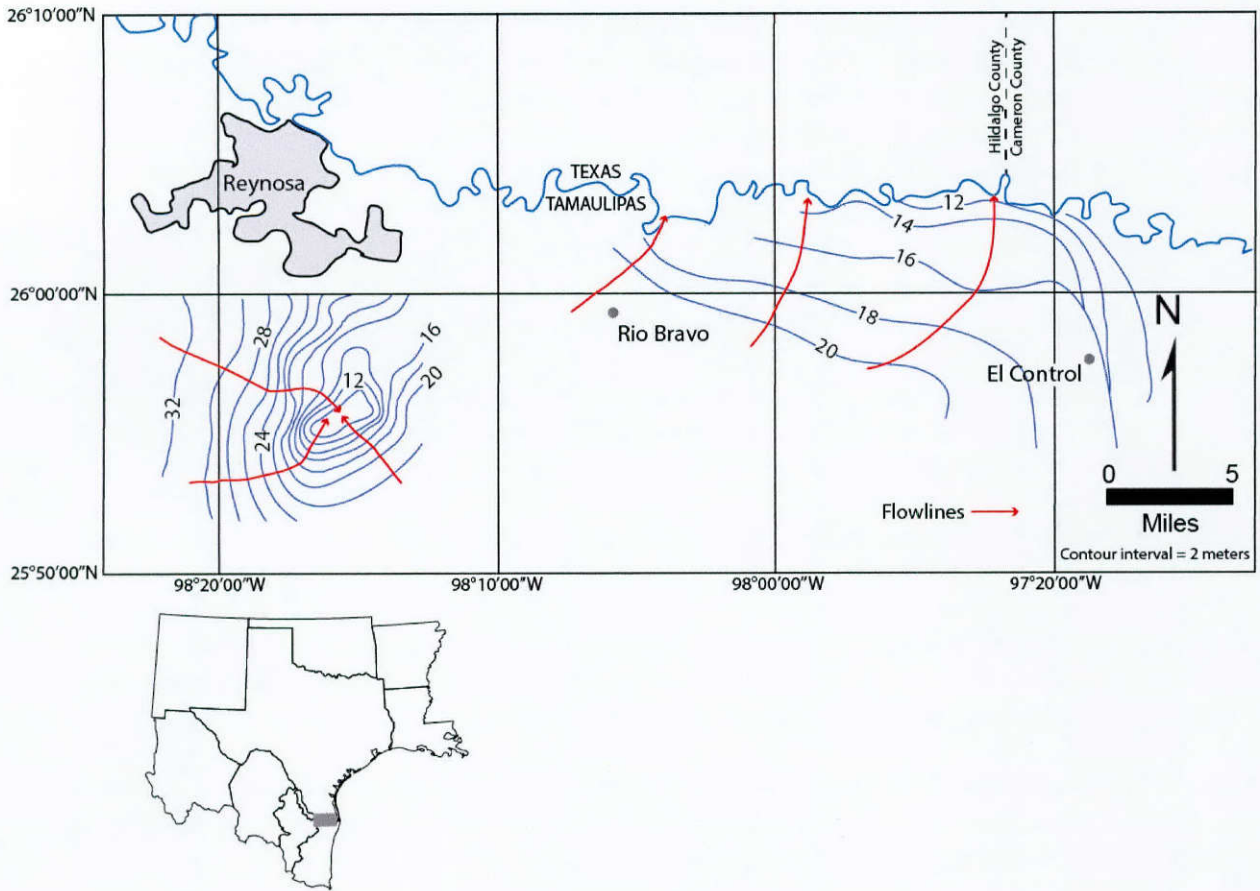 26°10'00"N
Hildalgo County
Cameron County
Reynosa
TEXAS
TAMAULIPAS
12
14
16
26°00'00"N
28
16
18
N
Rio Bravo
20
12
20
El Control
32
24
0 5
Miles
Flowlines
Contour interval = 2 meters
25°50'00"N
98°20'00"W
98°10'00"W
98°00'00"W
97°20'00"W